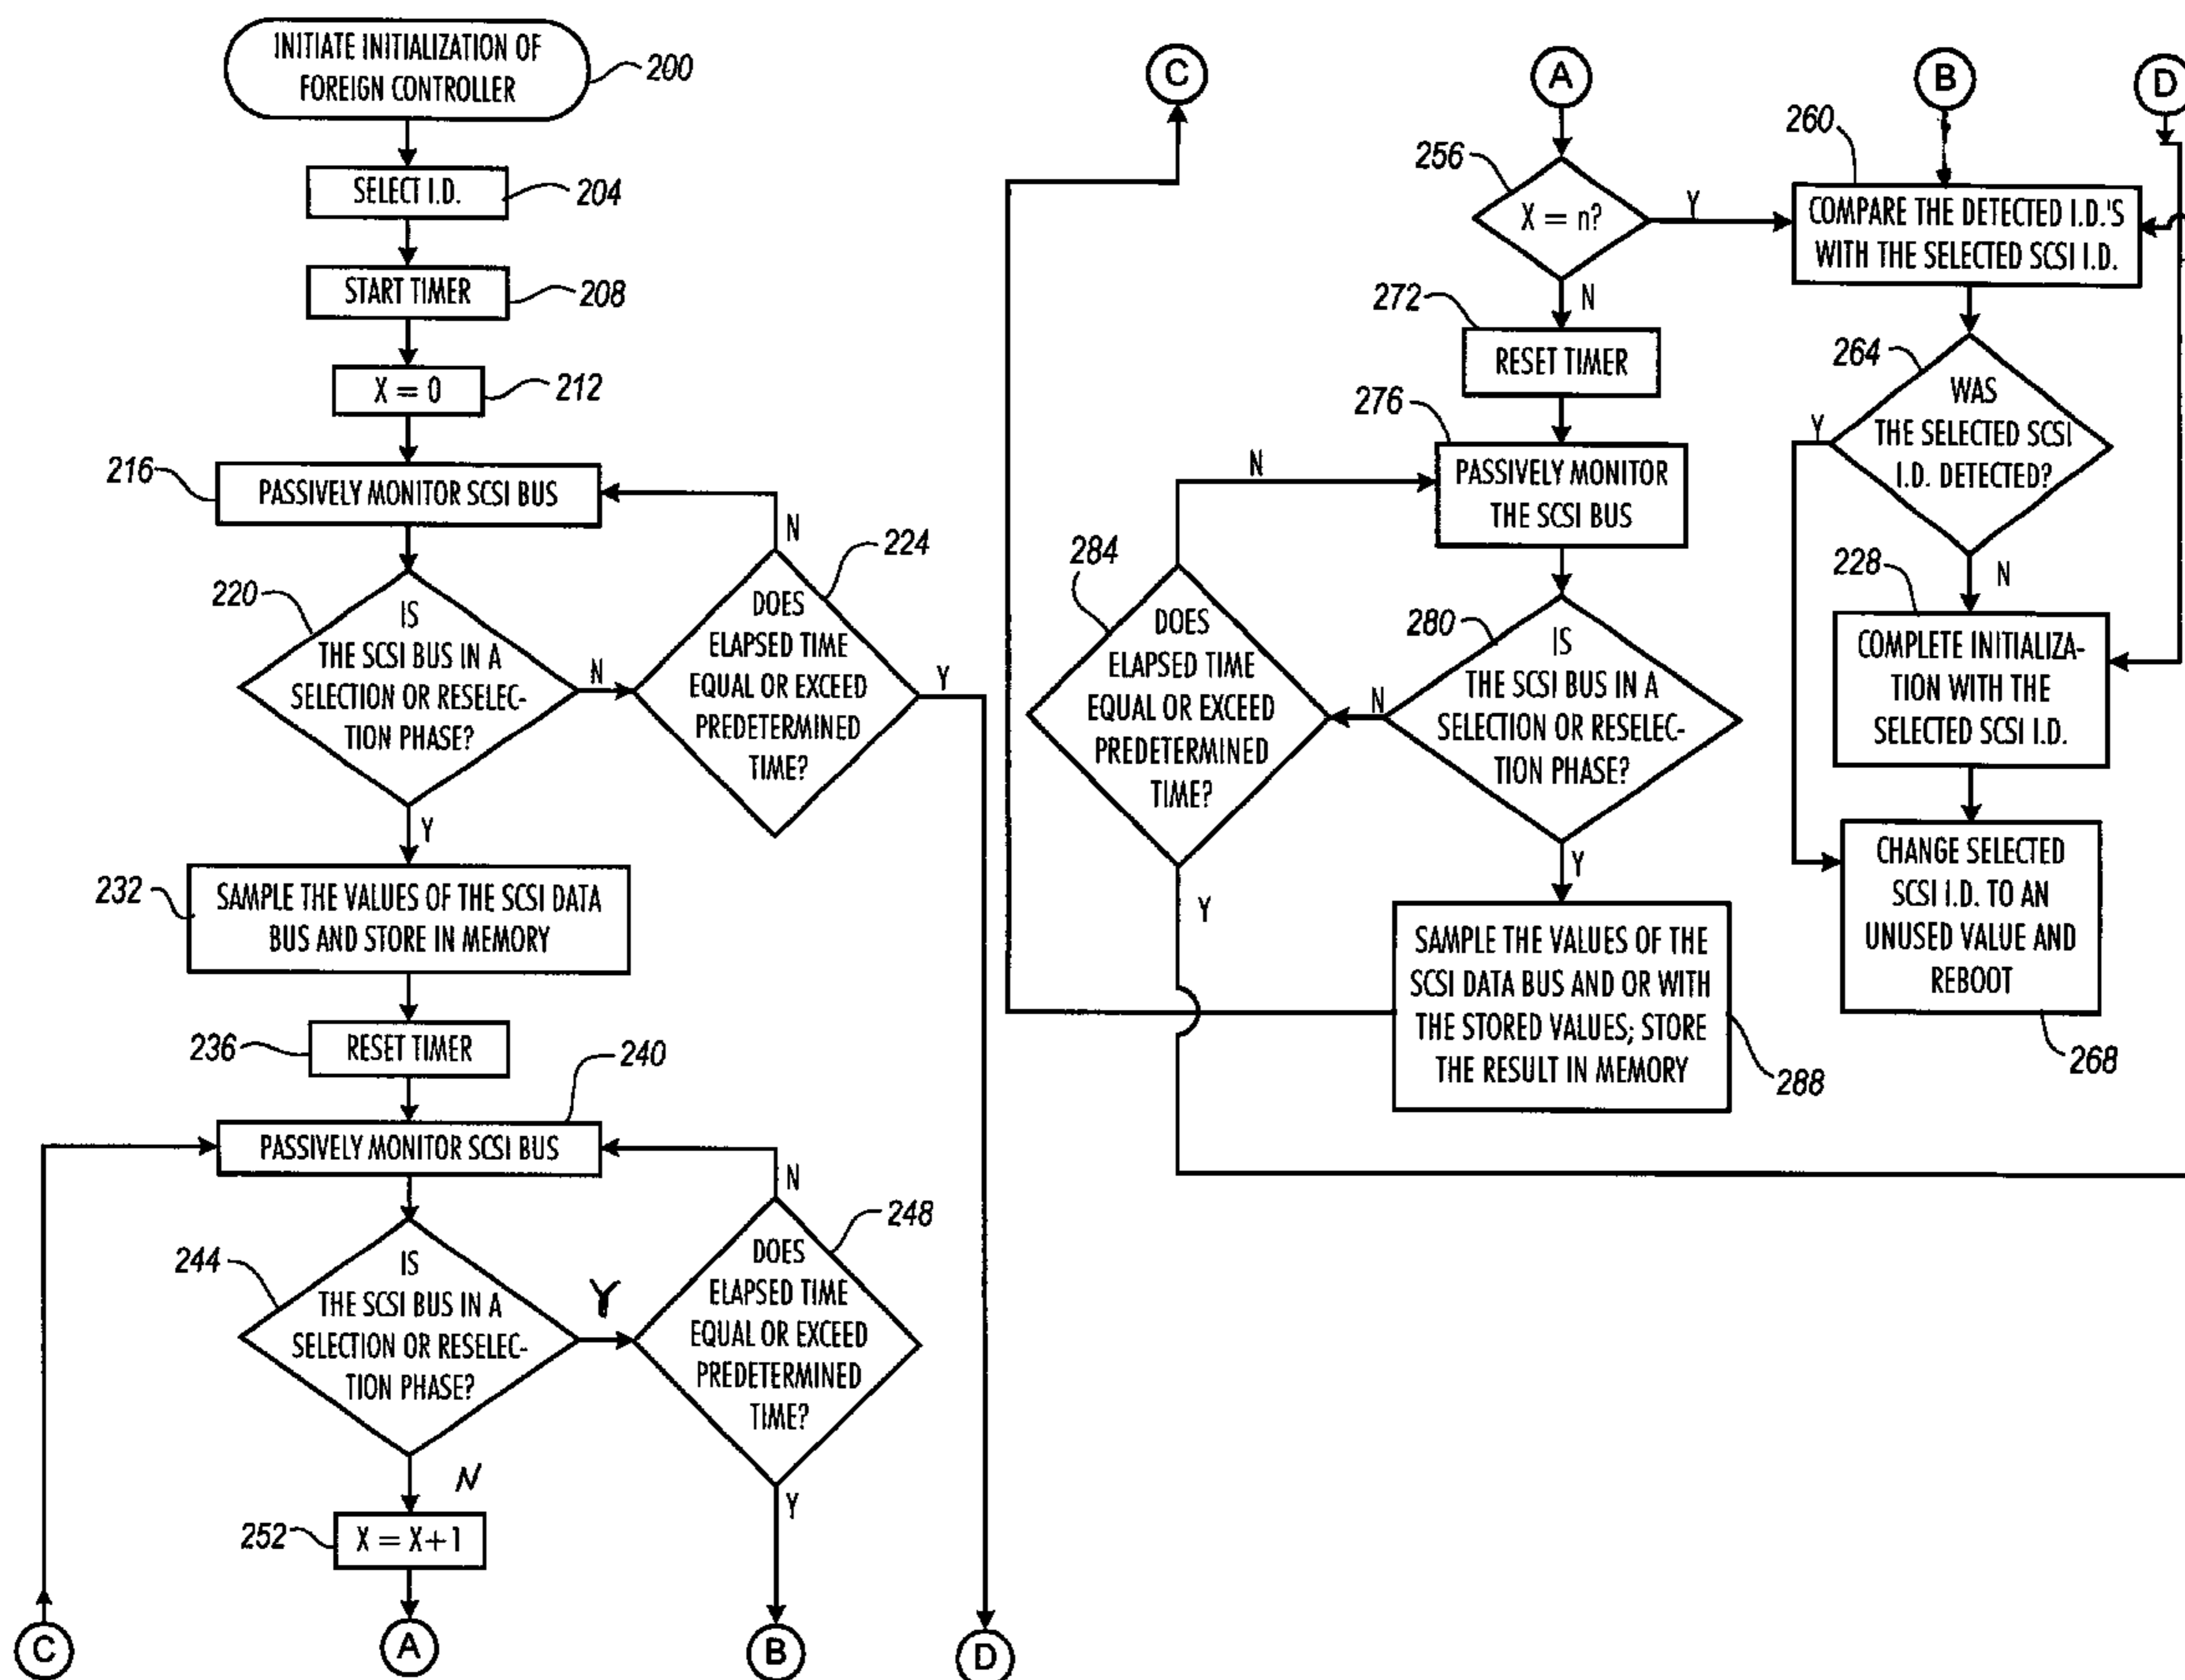 INITIATE INITIALIZATION OF
FOREIGN CONTROLLER
200
SELECT I.D.
204
START TIMER
208
X = 0
212
216
PASSIVELY MONITOR SCSI BUS
N
220
IS
THE SCSI BUS IN A
SELECTION OR RESELEC-
TION PHASE?
N
Y
224
DOES
ELAPSED TIME
EQUAL OR EXCEED
PREDETERMINED
TIME?
Y
232
SAMPLE THE VALUES OF THE SCSI DATA
BUS AND STORE IN MEMORY
236
RESET TIMER
240
PASSIVELY MONITOR SCSI BUS
N
244
IS
THE SCSI BUS IN A
SELECTION OR RESELEC-
TION PHASE?
Y
N
248
DOES
ELAPSED TIME
EQUAL OR EXCEED
PREDETERMINED
TIME?
Y
252
X = X+1
C
A
B
D
C
A
B
D
256
X = n?
Y
N
260
COMPARE THE DETECTED I.D.'S
WITH THE SELECTED SCSI I.D.
272
RESET TIMER
264
WAS
THE SELECTED SCSI
I.D. DETECTED?
Y
N
276
PASSIVELY MONITOR
THE SCSI BUS
N
284
DOES
ELAPSED TIME
EQUAL OR EXCEED
PREDETERMINED
TIME?
Y
280
IS
THE SCSI BUS IN A
SELECTION OR RESELEC-
TION PHASE?
N
Y
228
COMPLETE INITIALIZA-
TION WITH THE
SELECTED SCSI I.D.
CHANGE SELECTED
SCSI I.D. TO AN
UNUSED VALUE AND
REBOOT
268
SAMPLE THE VALUES OF THE
SCSI DATA BUS AND OR WITH
THE STORED VALUES; STORE
THE RESULT IN MEMORY
288